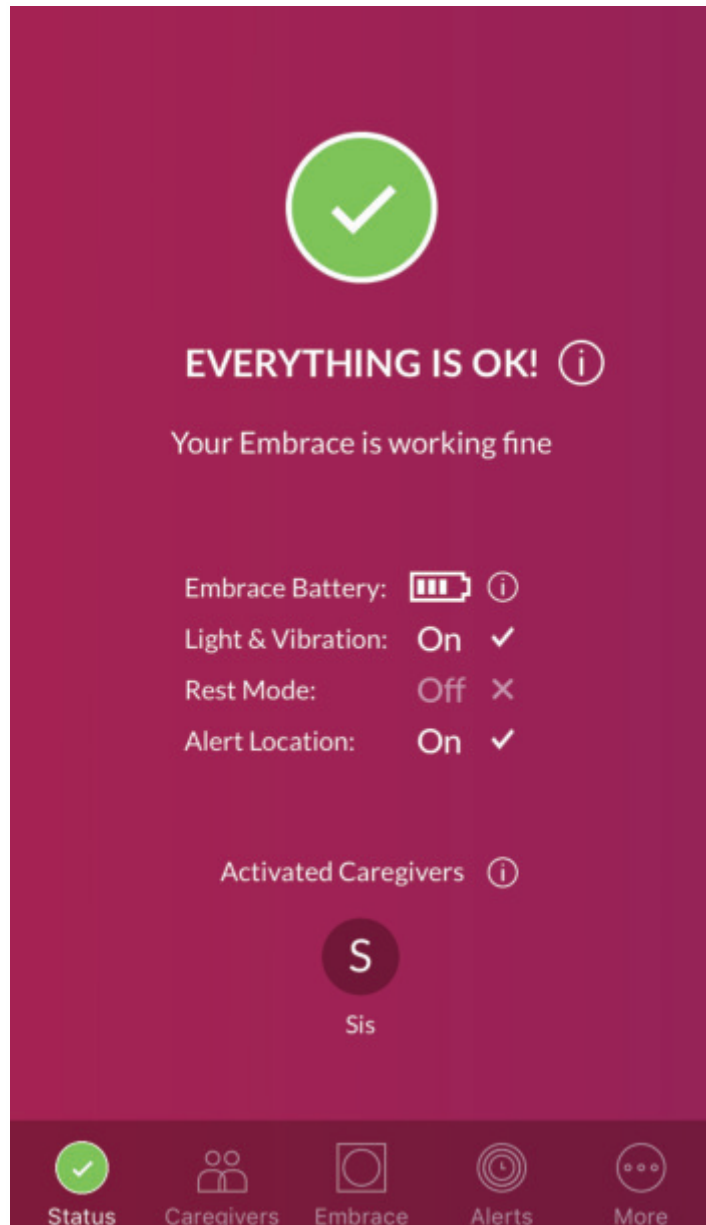 EVERYTHING IS OK!
Your Embrace is working fine
Embrace Battery:
Light & Vibration: On
Rest Mode: Off
Alert Location: On
Activated Caregivers
S
Sis
Status Caregivers Embrace Alerts More